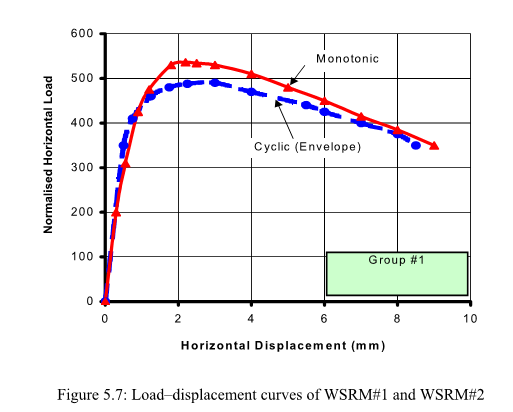 600
500
400
300
200
100
0
Normalised Horizontal Load
Monotonic
Cyclic (Envelope)
Group #1
0 2 4 6 8 10
Horizontal Displacement (mm)
Figure 5.7: Load–displacement curves of WSRM#1 and WSRM#2